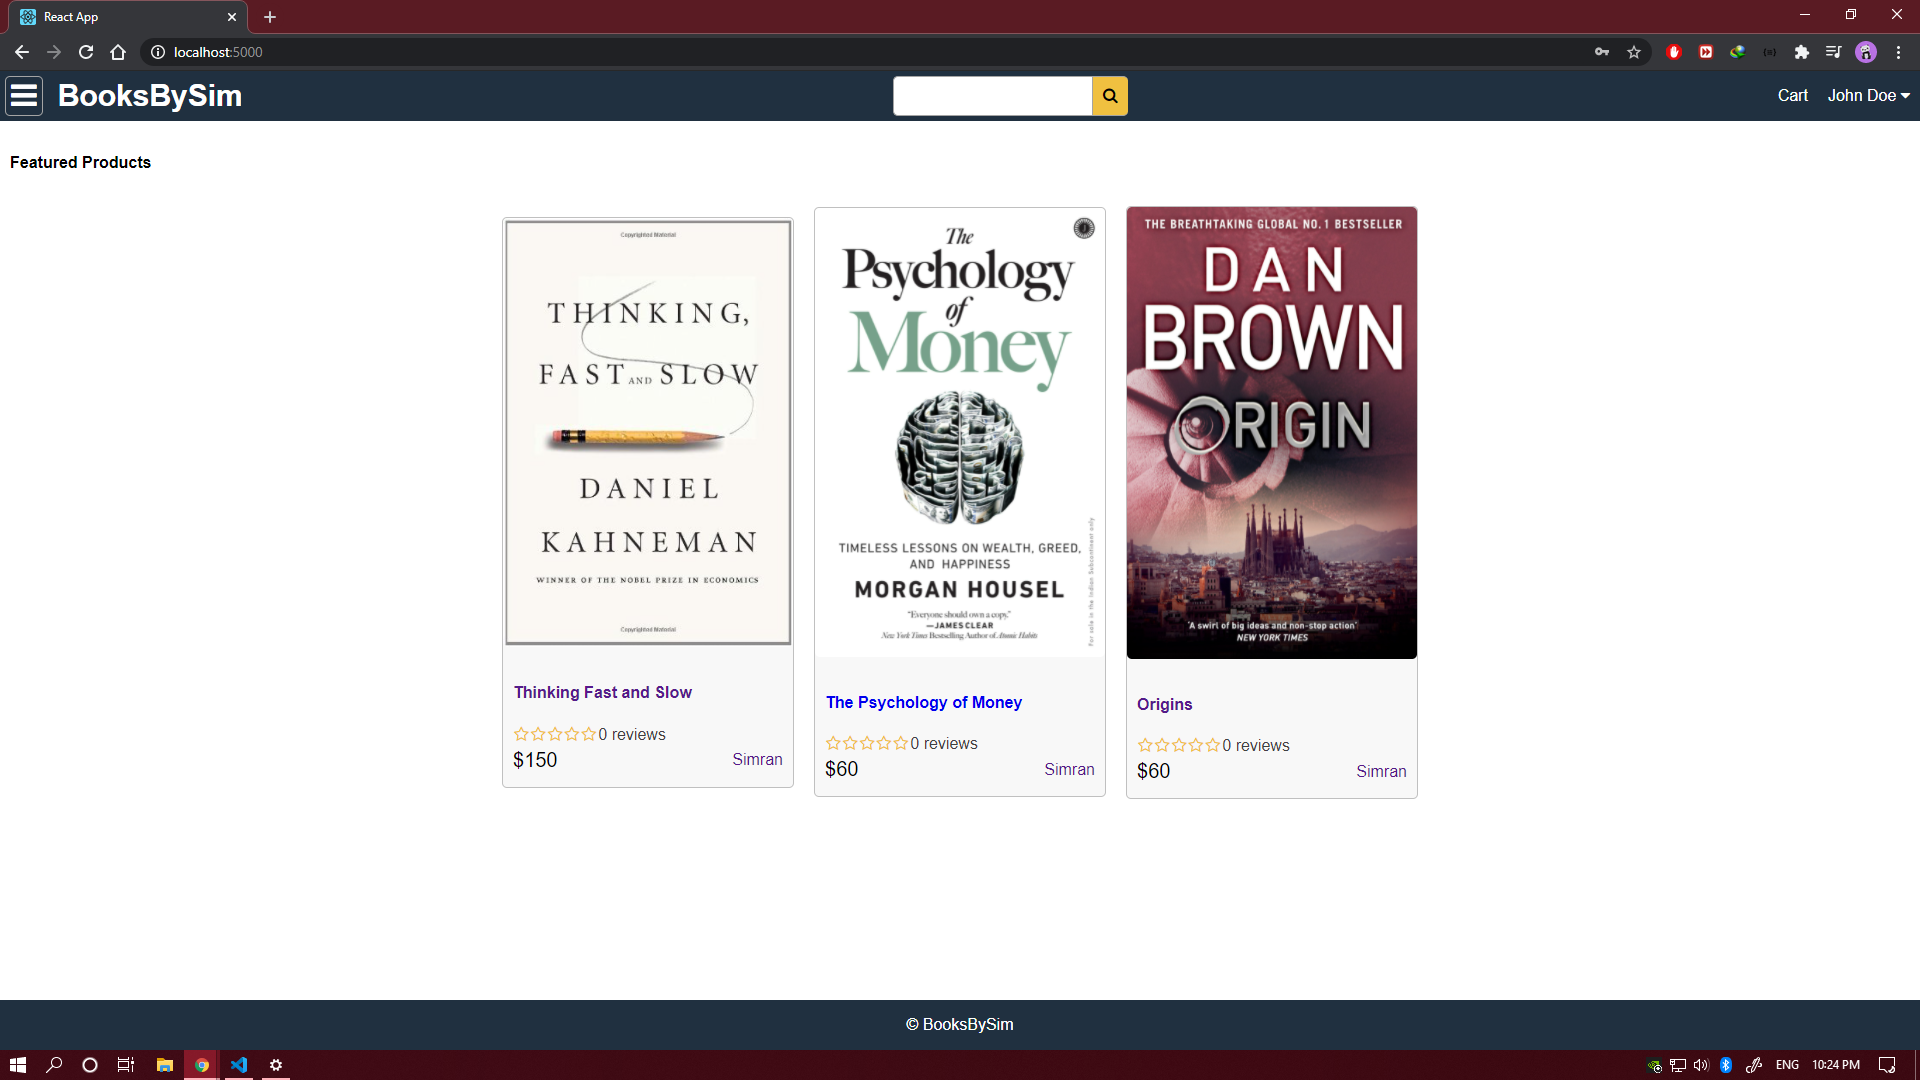 React App
localhost:5000
BooksBySim
Cart
John Doe
Featured Products
Copyrighted Material
THINKING,
FAST AND SLOW
DANIEL
KAHNEMAN
WINNER OF THE NOBEL PRIZE IN ECONOMICS
Copyrighted Material
Thinking Fast and Slow
0 reviews
$150
Simran
The
Psychology
of
Money
TIMELESS LESSONS ON WEALTH, GREED,
AND HAPPINESS
MORGAN HOUSEL
“Everyone should own a copy.”
—JAMES CLEAR
New York Times Bestselling Author of Atomic Habits
For sale in the Indian Subcontinent only
The Psychology of Money
0 reviews
$60
Simran
THE BREATHTAKING GLOBAL NO. 1 BESTSELLER
DAN
BROWN
ORIGIN
'A swirl of big ideas and non-stop action'
NEW YORK TIMES
Origins
0 reviews
$60
Simran
© BooksBySim
ENG
10:24 PM